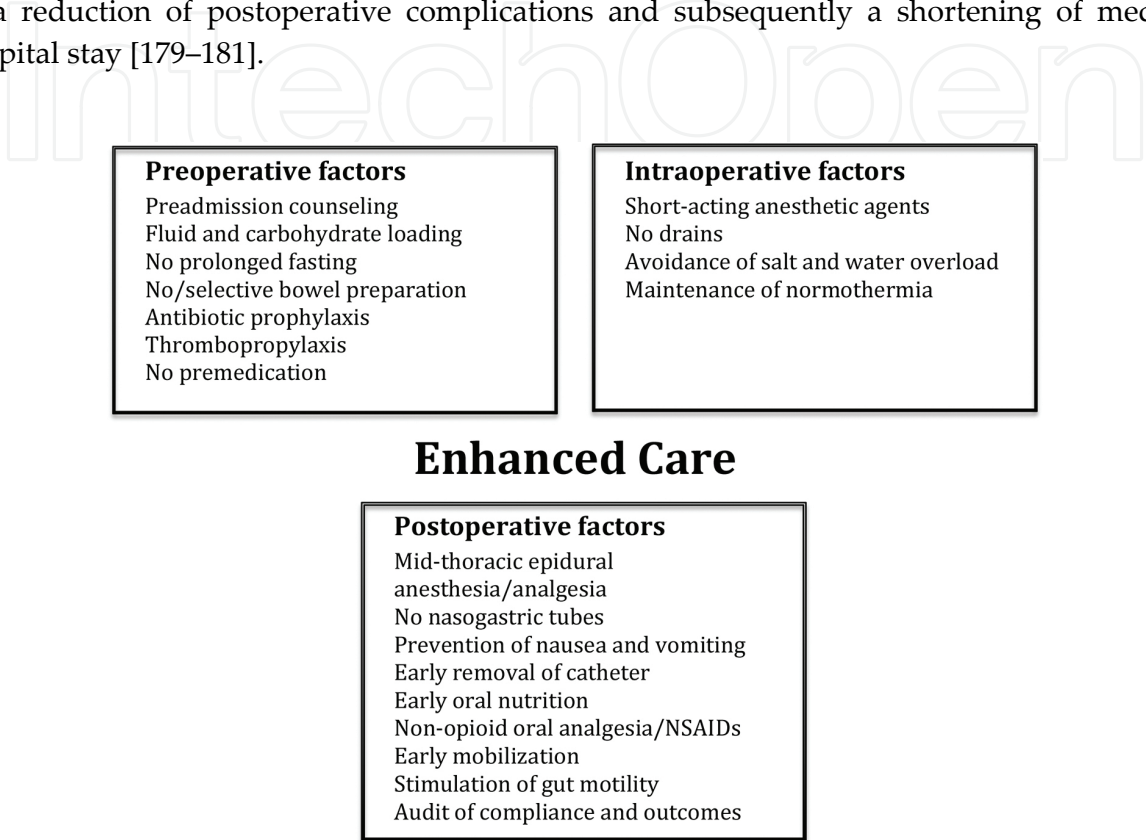 a reduction of postoperative complications and subsequently a shortening of
pital stay [179–181].
IntechOpen
Preoperative factors
Preadmission counseling
Fluid and carbohydrate loading
No prolonged fasting
No/selective bowel preparation
Antibiotic prophylaxis
Thrombopropylaxis
No premedication
Intraoperative factors
Short-acting anesthetic agents
No drains
Avoidance of salt and water overload
Maintenance of normothermia
Enhanced Care
Postoperative factors
Mid-thoracic epidural
anesthesia/analgesia
No nasogastric tubes
Prevention of nausea and vomiting
Early removal of catheter
Early oral nutrition
Non-opioid oral analgesia/NSAIDs
Early mobilization
Stimulation of gut motility
Audit of compliance and outcomes